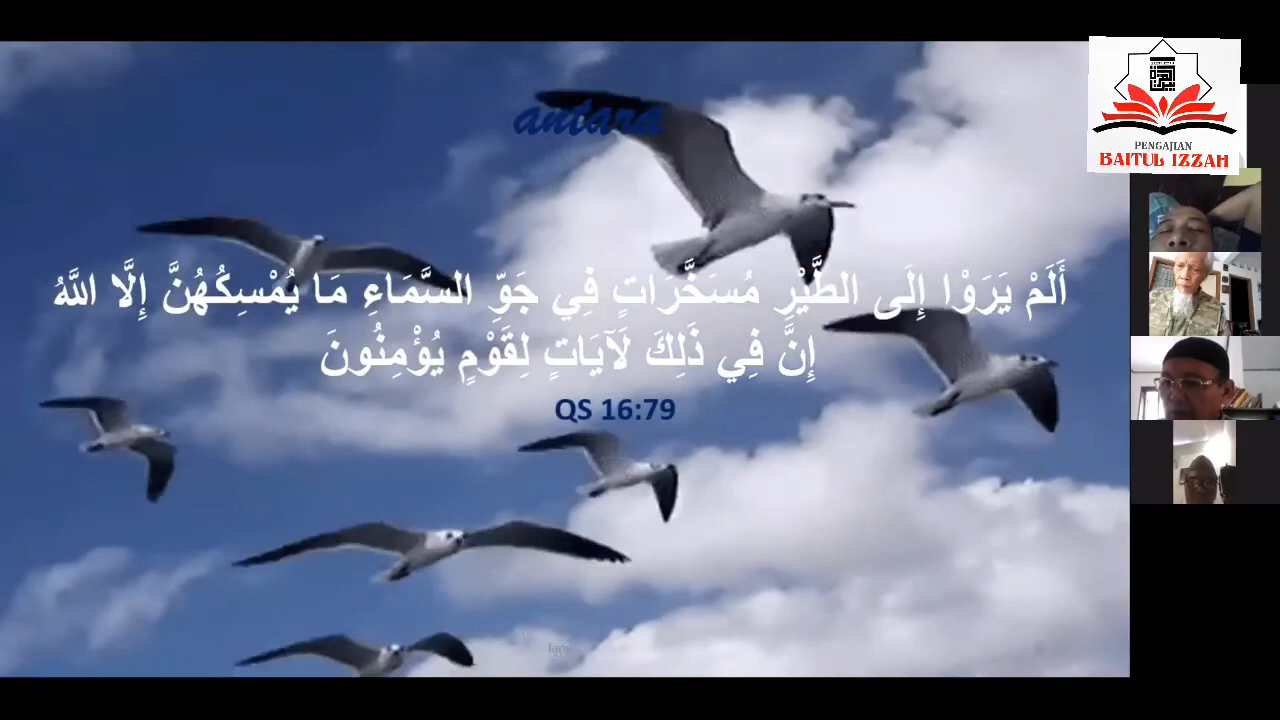 antara
أَلَمْ يَرَوْا إِلَى الطَّيْرِ مُسَخَّرَاتٍ فِي جَوِّ السَّمَاءِ مَا يُمْسِكُهُنَّ إِلَّا اللَّهُ
إِنَّ فِي ذَلِكَ لَآيَاتٍ لِقَوْمٍ يُؤْمِنُونَ
QS 16:79
PENGAJIAN
BAITUL IZZAH